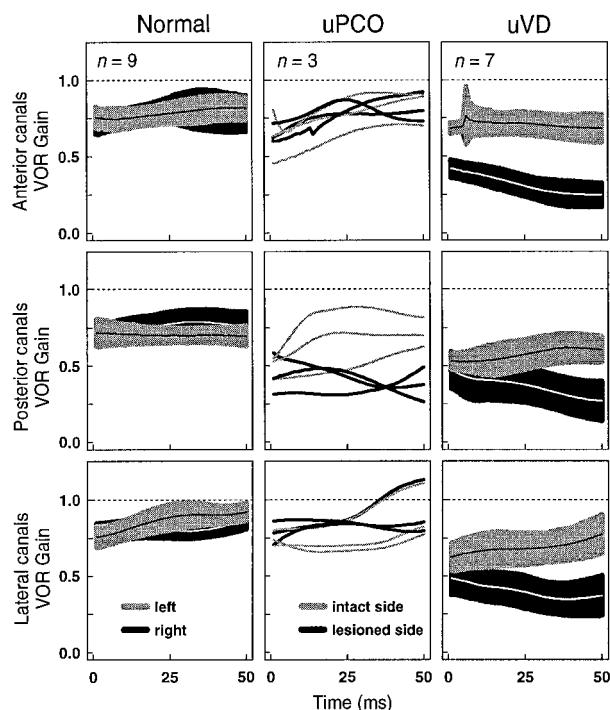 Normal
uPCO
uVD
n = 9
n = 3
n = 7
Anterior canals
VOR Gain
1.0
0.5
0.0
Posterior canals
VOR Gain
1.0
0.5
0.0
Lateral canals
VOR Gain
1.0
0.5
0.0
left
right
intact side
lesioned side
0 25 50
0 25 50
0 25 50
Time (ms)